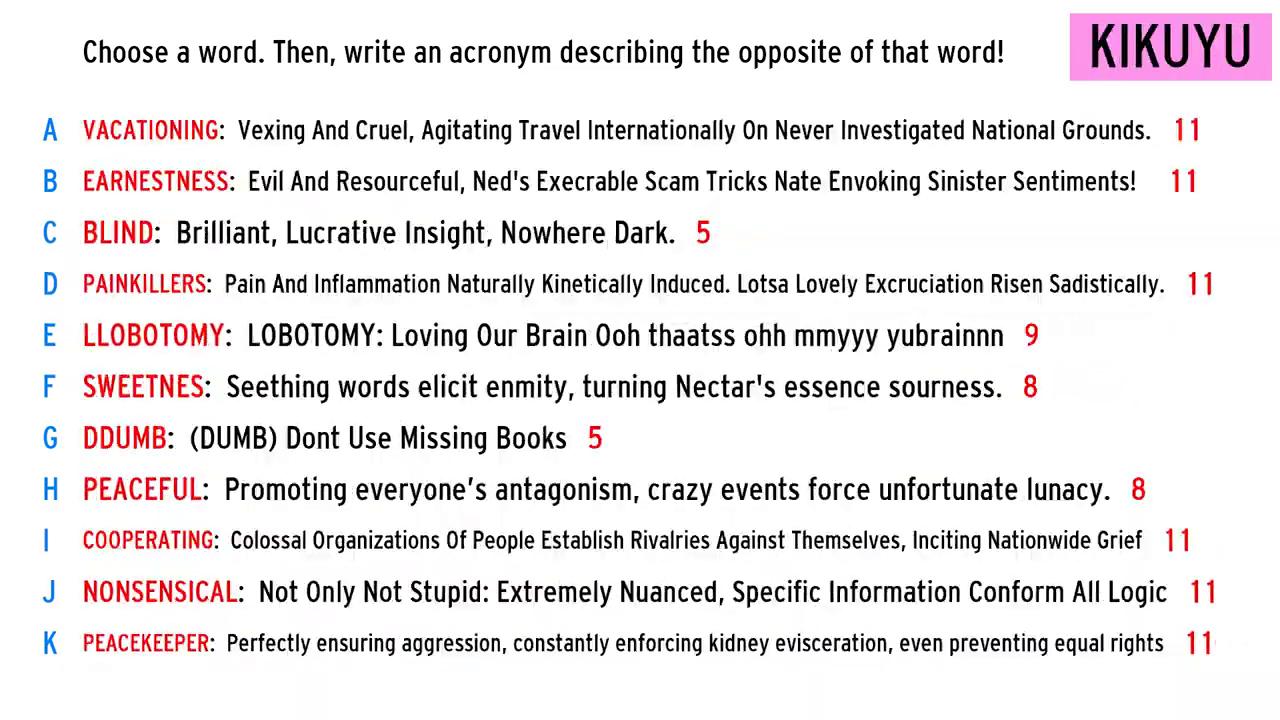 Choose a word. Then, write an acronym describing the opposite of that word!
KIKUYU
A VACATIONING: Vexing And Cruel, Agitating Travel Internationally On Never Investigated National Grounds. 11
B EARNESTNESS: Evil And Resourceful, Ned's Execrable Scam Tricks Nate Envoking Sinister Sentiments! 11
C BLIND: Brilliant, Lucrative Insight, Nowhere Dark. 5
D PAINKILLERS: Pain And Inflammation Naturally Kinetically Induced. Lotsa Lovely Excruciation Risen Sadistically. 11
E LLOBOTOMY: LOBOTOMY: Loving Our Brain Ooh thaatss ohh mmyyy yubrainnn 9
F SWEETNES: Seething words elicit enmity, turning Nectar's essence sourness. 8
G DDUMB: (DUMB) Dont Use Missing Books 5
H PEACEFUL: Promoting everyone’s antagonism, crazy events force unfortunate lunacy. 8
I COOPERATING: Colossal Organizations Of People Establish Rivalries Against Themselves, Inciting Nationwide Grief 11
J NONSENSICAL: Not Only Not Stupid: Extremely Nuanced, Specific Information Conform All Logic 11
K PEACEKEEPER: Perfectly ensuring aggression, constantly enforcing kidney evisceration, even preventing equal rights 11